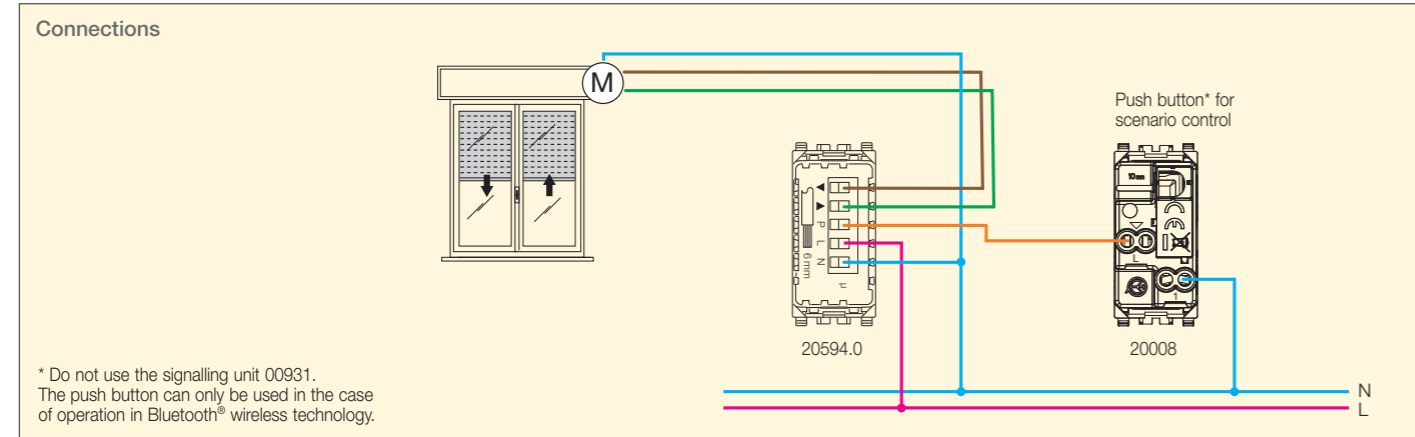 Connections
M
Push button* for
scenario control
10 mm
L
1
P
L
N
6 mm
µ
20594.0
20008
* Do not use the signalling unit 00931.
The push button can only be used in the case
of operation in Bluetooth® wireless technology.
N
L